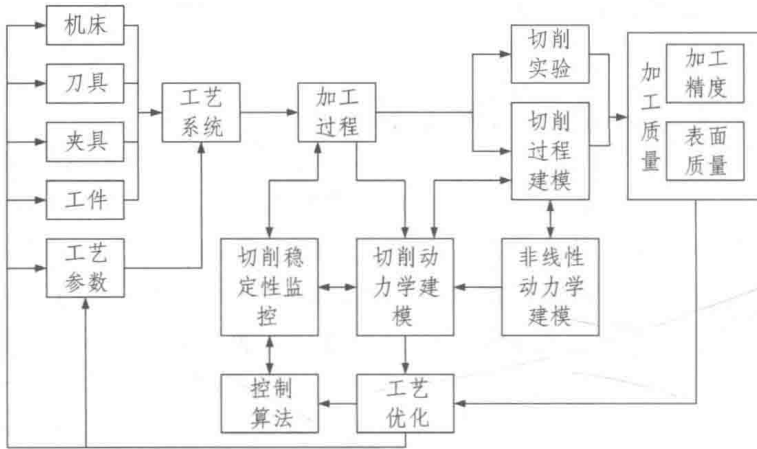 机床
刀具
夹具
工件
工艺
参数
工艺
系统
加工
过程
切削
实验
切削
过程
建模
加工质量
加工
精度
表面
质量
切削稳
定性监
控
切削动
力学建
模
非线性
动力学
建模
控制
算法
工艺
优化